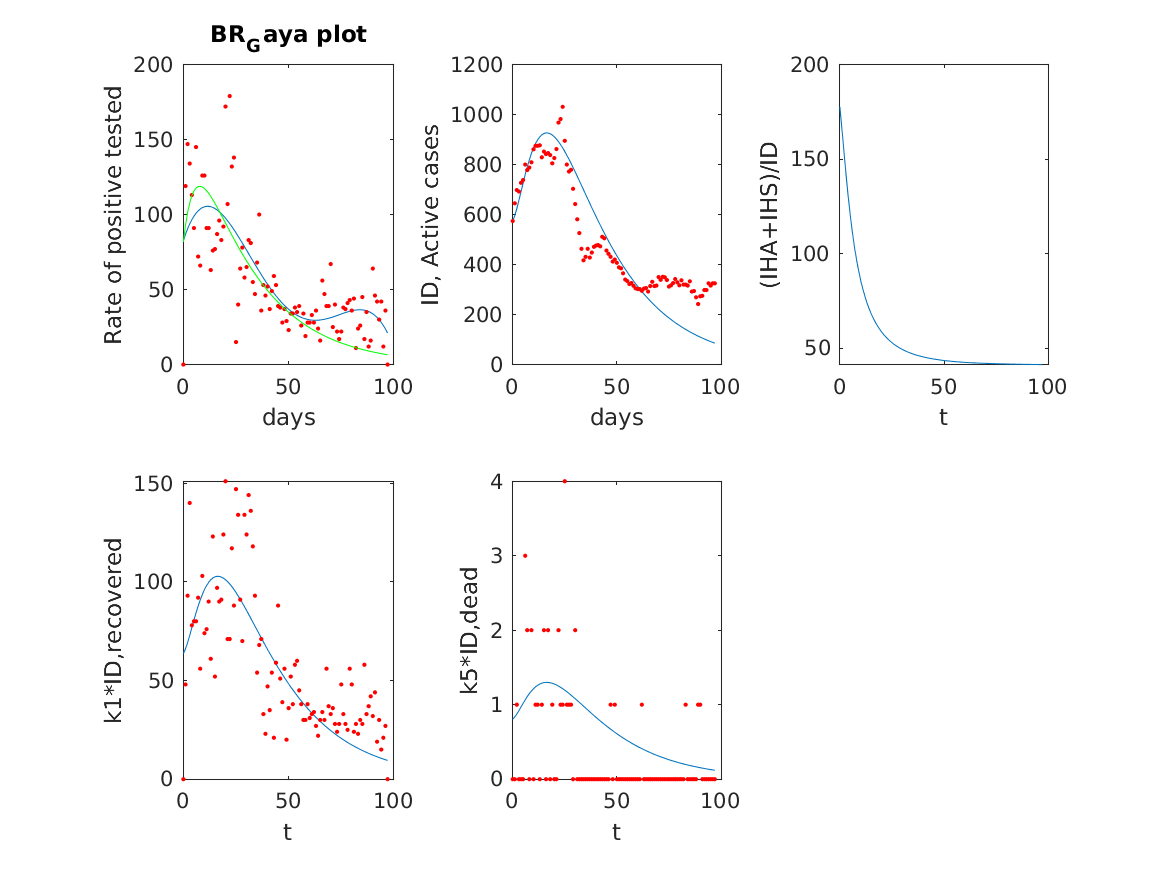 BR_Gaya plot
200
150
100
50
0
0 50 100
days
Rate of positive tested
1200
1000
800
600
400
200
0
0 50 100
days
ID, Active cases
200
150
100
50
0 50 100
t
(IHA+IHS)/ID
150
100
50
0
0 50 100
t
k1*ID,recovered
4
3
2
1
0
0 50 100
t
k5*ID,dead